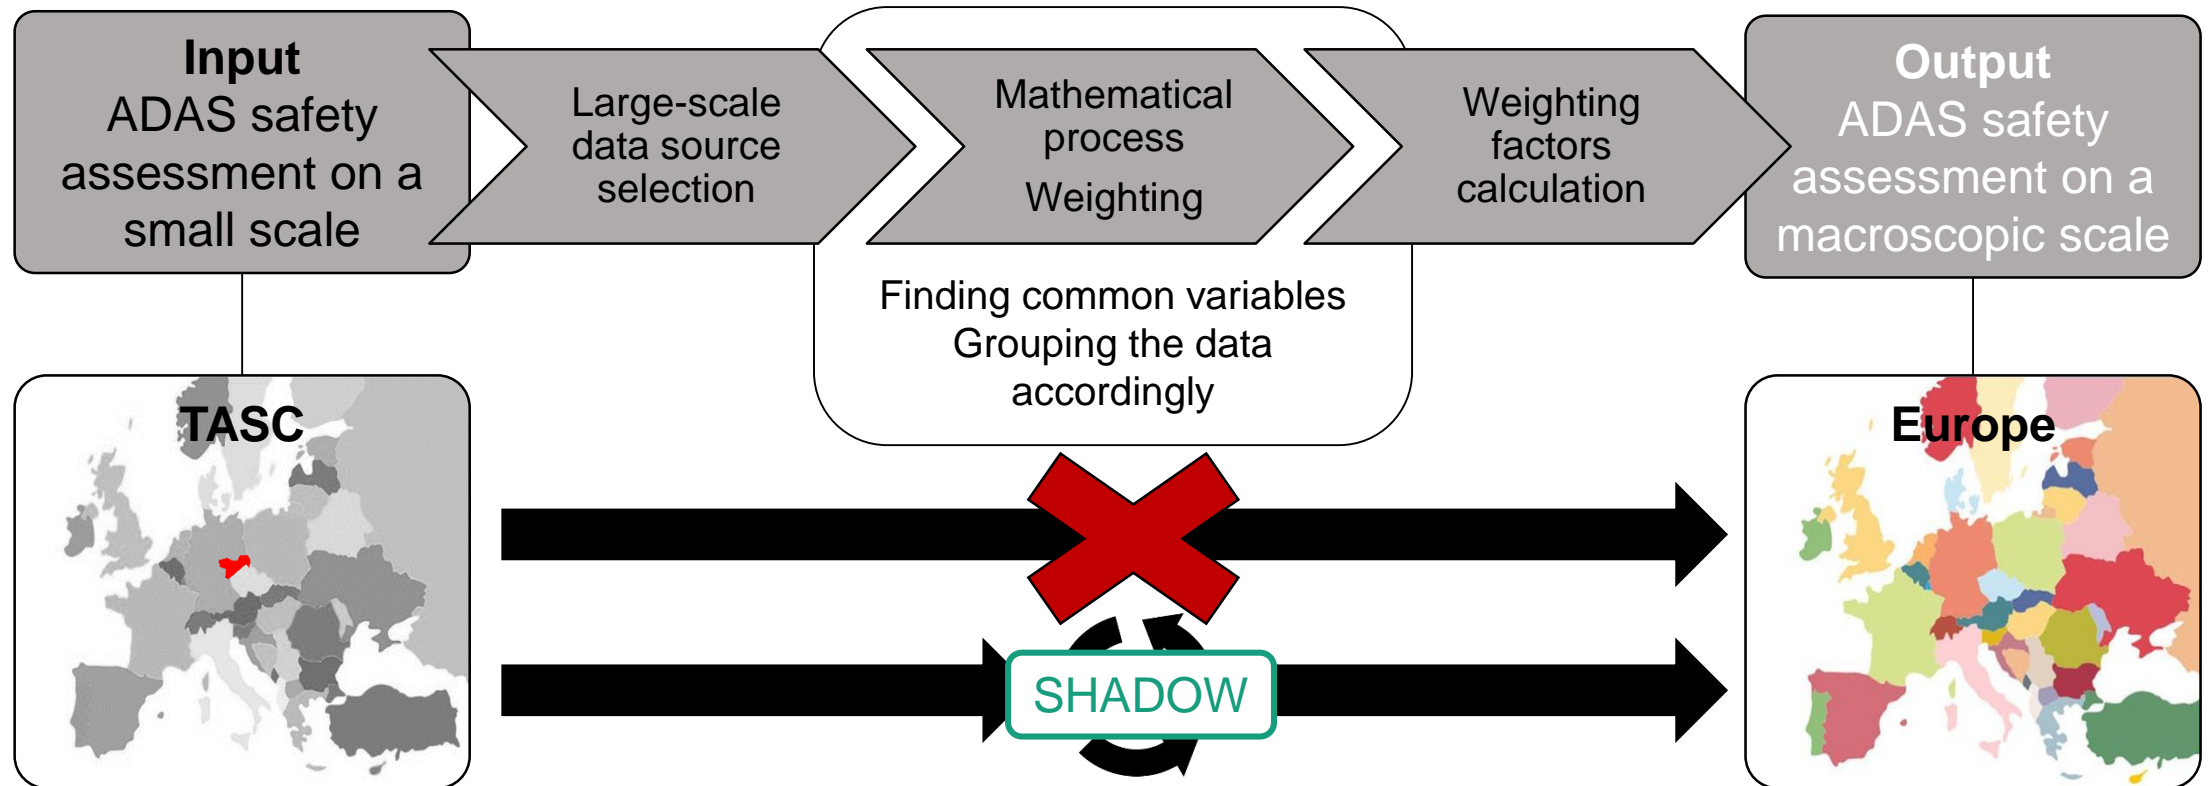 Input
ADAS safety
assessment on a
small scale
Large-scale
data source
selection
Mathematical
process
Weighting
Weighting
factors
calculation
Output
ADAS safety
assessment on a
macroscopic scale
Finding common variables
Grouping the data
accordingly
TASC
Europe
SHADOW